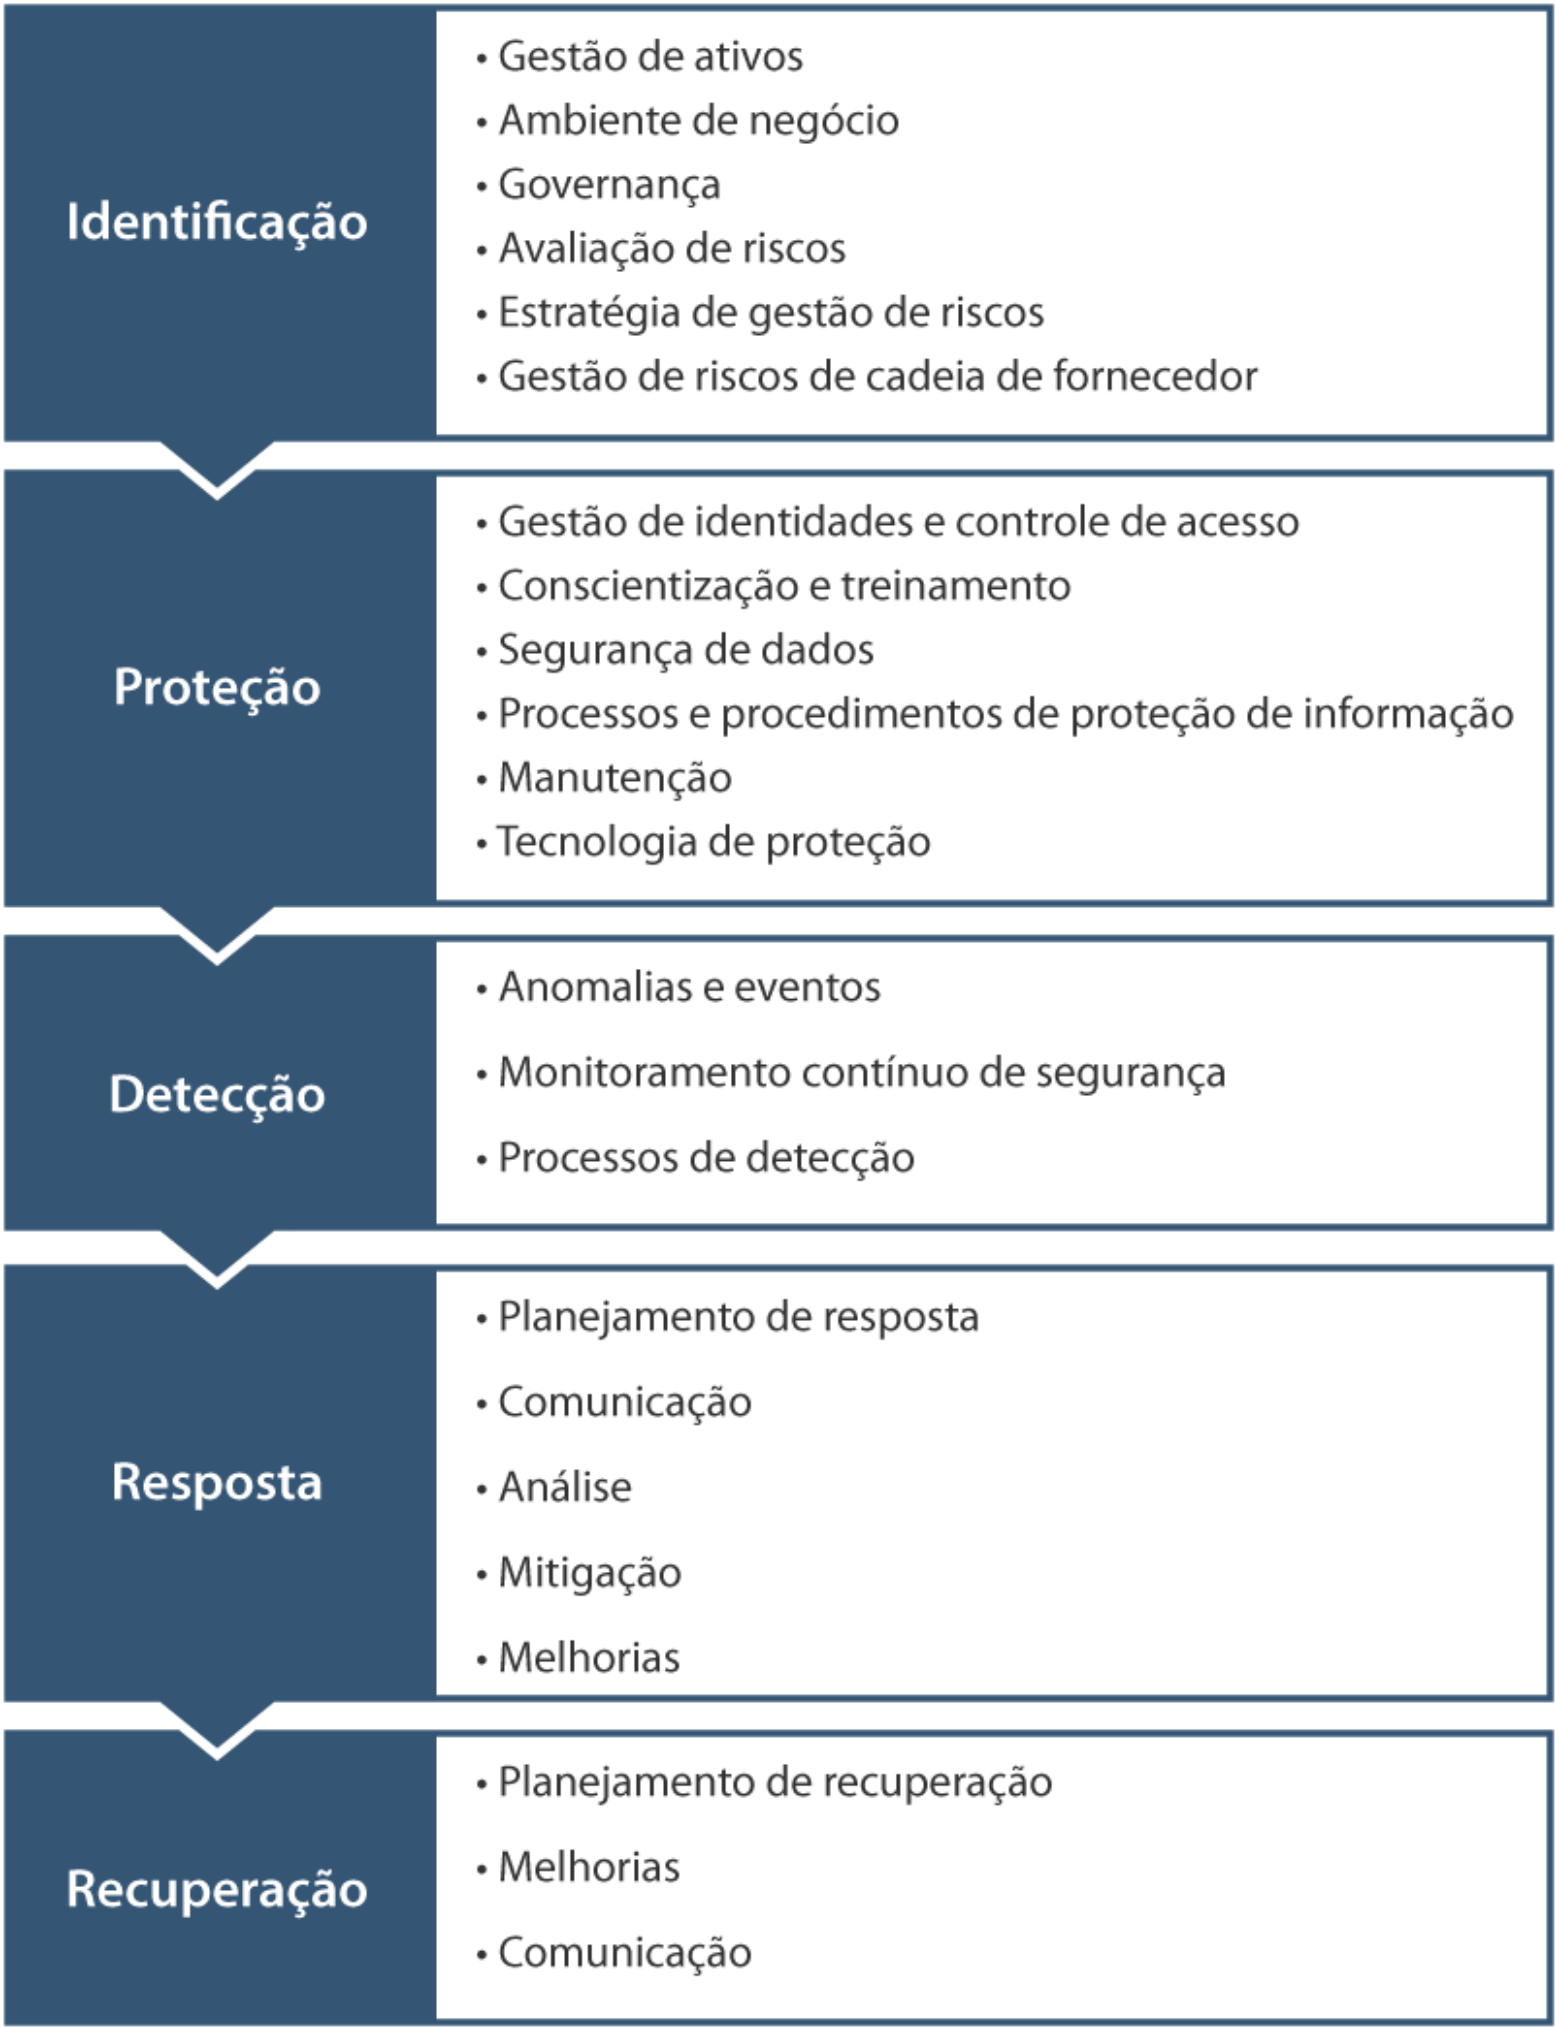 Identificação
• Gestão de ativos
• Ambiente de negócio
• Governança
• Avaliação de riscos
• Estratégia de gestão de riscos
• Gestão de riscos de cadeia de fornecedor
Proteção
• Gestão de identidades e controle de acesso
• Conscientização e treinamento
• Segurança de dados
• Processos e procedimentos de proteção de informação
• Manutenção
• Tecnologia de proteção
Detecção
• Anomalias e eventos
• Monitoramento contínuo de segurança
• Processos de detecção
Resposta
• Planejamento de resposta
• Comunicação
• Análise
• Mitigação
• Melhorias
Recuperação
• Planejamento de recuperação
• Melhorias
• Comunicação